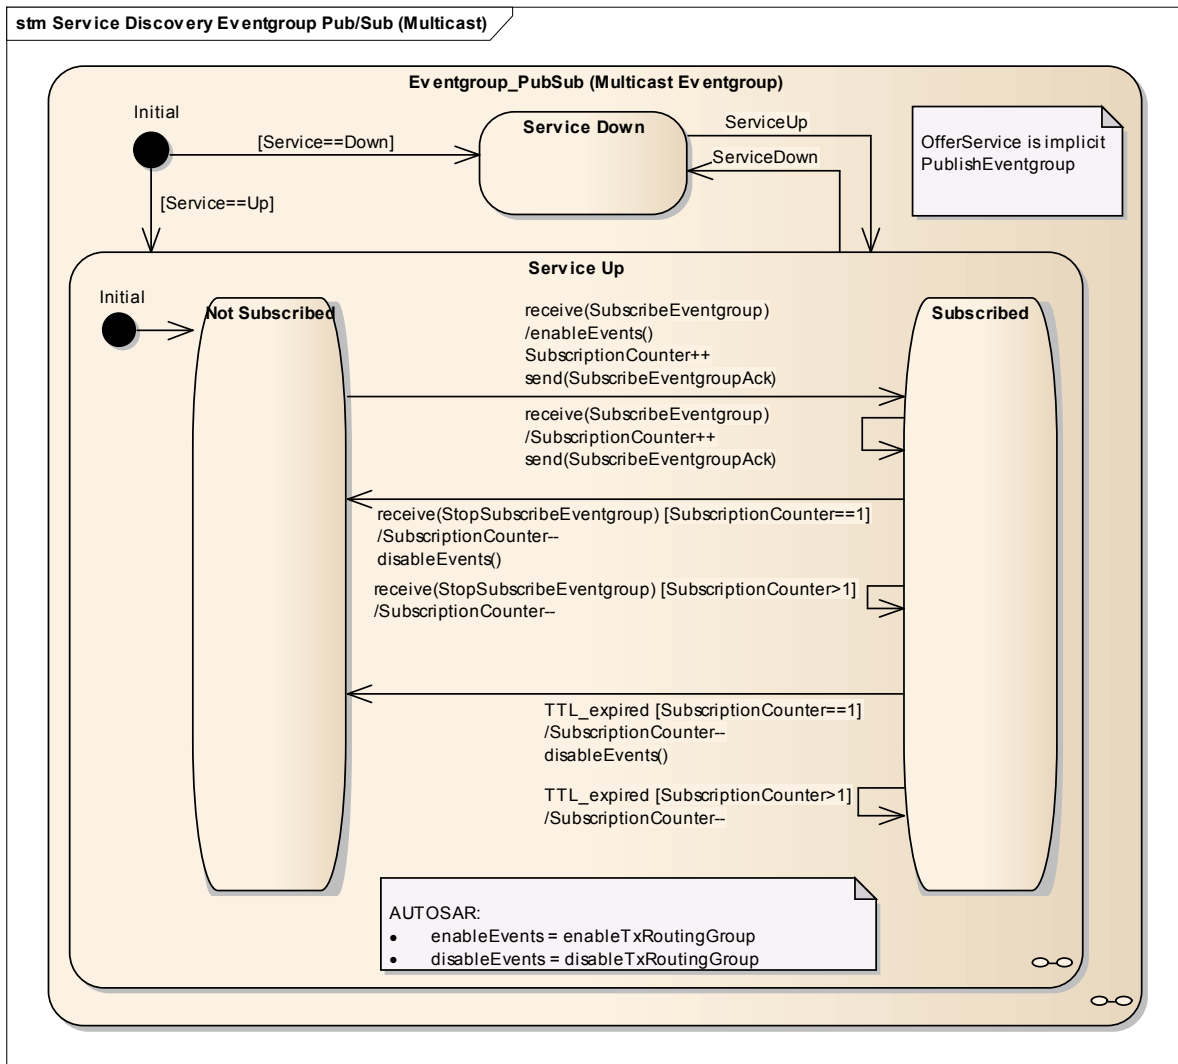 stm Service Discovery Eventgroup Pub/Sub (Multicast)
Eventgroup_PubSub (Multicast Eventgroup)
Initial
Service Down
[Service==Down]
ServiceUp
ServiceDown
OfferService is implicit
PublishEventgroup
[Service==Up]
Service Up
Initial
Not Subscribed
Subscribed
receive(SubscribeEventgroup)
/enableEvents()
SubscriptionCounter++
send(SubscribeEventgroupAck)
receive(SubscribeEventgroup)
/SubscriptionCounter++
send(SubscribeEventgroupAck)
receive(StopSubscribeEventgroup) [SubscriptionCounter==1]
/SubscriptionCounter--
disableEvents()
receive(StopSubscribeEventgroup) [SubscriptionCounter>1]
/SubscriptionCounter--
TTL_expired [SubscriptionCounter==1]
/SubscriptionCounter--
disableEvents()
TTL_expired [SubscriptionCounter>1]
/SubscriptionCounter--
AUTOSAR:
• enableEvents = enableTxRoutingGroup
• disableEvents = disableTxRoutingGroup